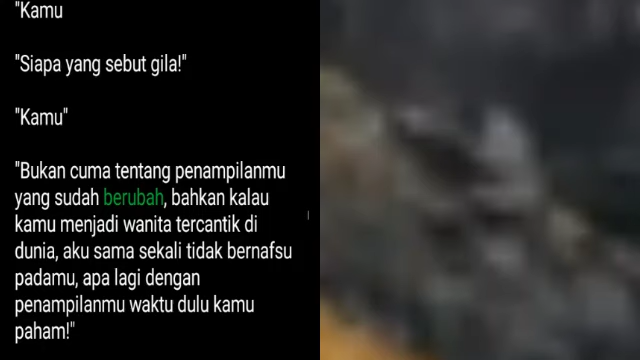 "Kamu
"Siapa yang sebut gila!"
"Kamu"
"Bukan cuma tentang penampilanmu
yang sudah berubah, bahkan kalau
kamu menjadi wanita tercantik di
dunia, aku sama sekali tidak bernafsu
padamu, apa lagi dengan
penampilanmu waktu dulu kamu
paham!"